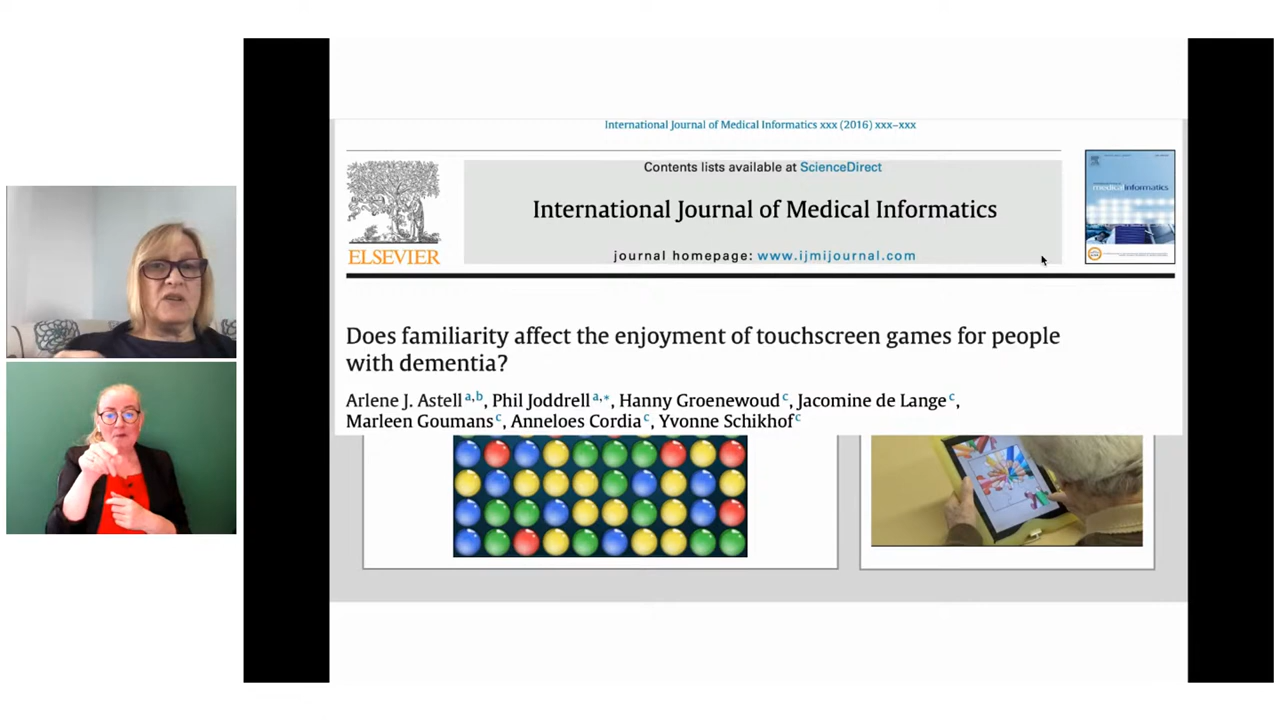 International Journal of Medical Informatics xxx (2016) xxx–xxx
Contents lists available at ScienceDirect
International Journal of Medical Informatics
journal homepage: www.ijmijournal.com
ELSEVIER
medicalinformatics
Does familiarity affect the enjoyment of touchscreen games for people
with dementia?
Arlene J. Astell a,b, Phil Joddrell a,*, Hanny Groenewoud c, Jacomine de Lange c,
Marleen Goumans c, Anneloes Cordia c, Yvonne Schikhof c